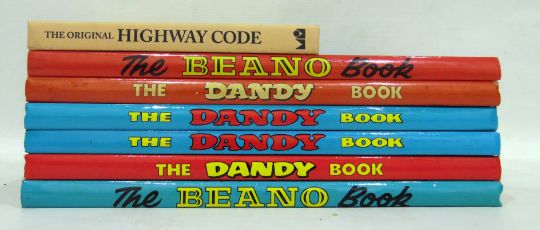 THE ORIGINAL HIGHWAY CODE
The BEANO Book
THE DANDY BOOK
THE DANDY BOOK
THE DANDY BOOK
THE DANDY BOOK
The BEANO Book